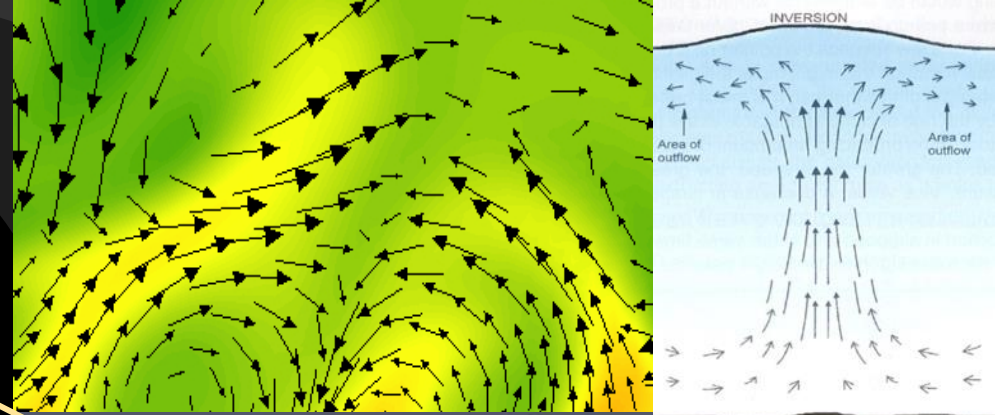 INVERSION
Area of
outflow
Area of
outflow